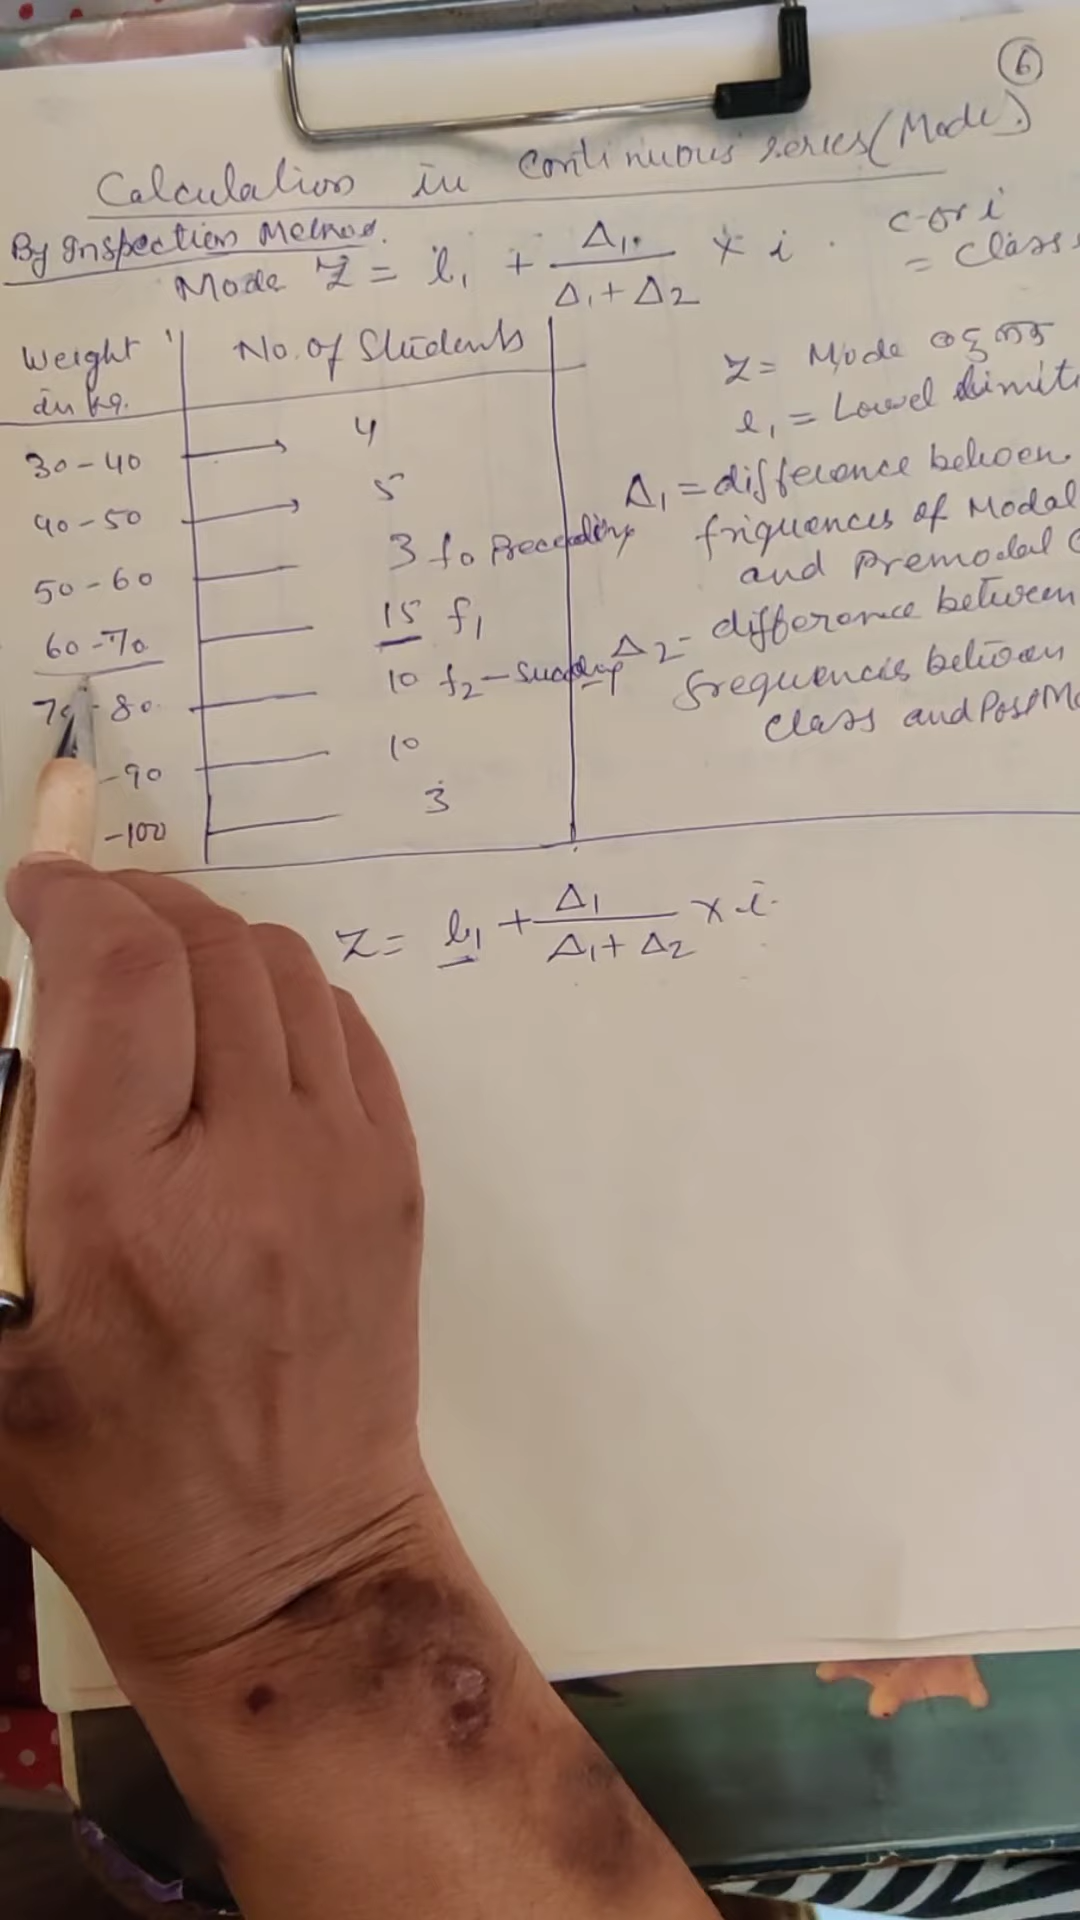 6
Calculation in Continuous series (Mode).
By Inspection Method.
Mode Z = l₁ + Δ₁ / Δ₁ + Δ₂ × i .
C or i
= Class
Weight in kg. No. of Students
30-40 4
40-50 5
50-60 3 f₀ Preceeding
60-70 15 f₁
70-80 10 f₂ -
-90 10
-100 3
Z = Mode
l₁ = Lower Limit
Δ₁ = difference between
friquences of Modal
and Premodal
Δ₂ - difference between
frequencies between
Class and Post
Z = l₁ + Δ₁ / Δ₁ + Δ₂ × i